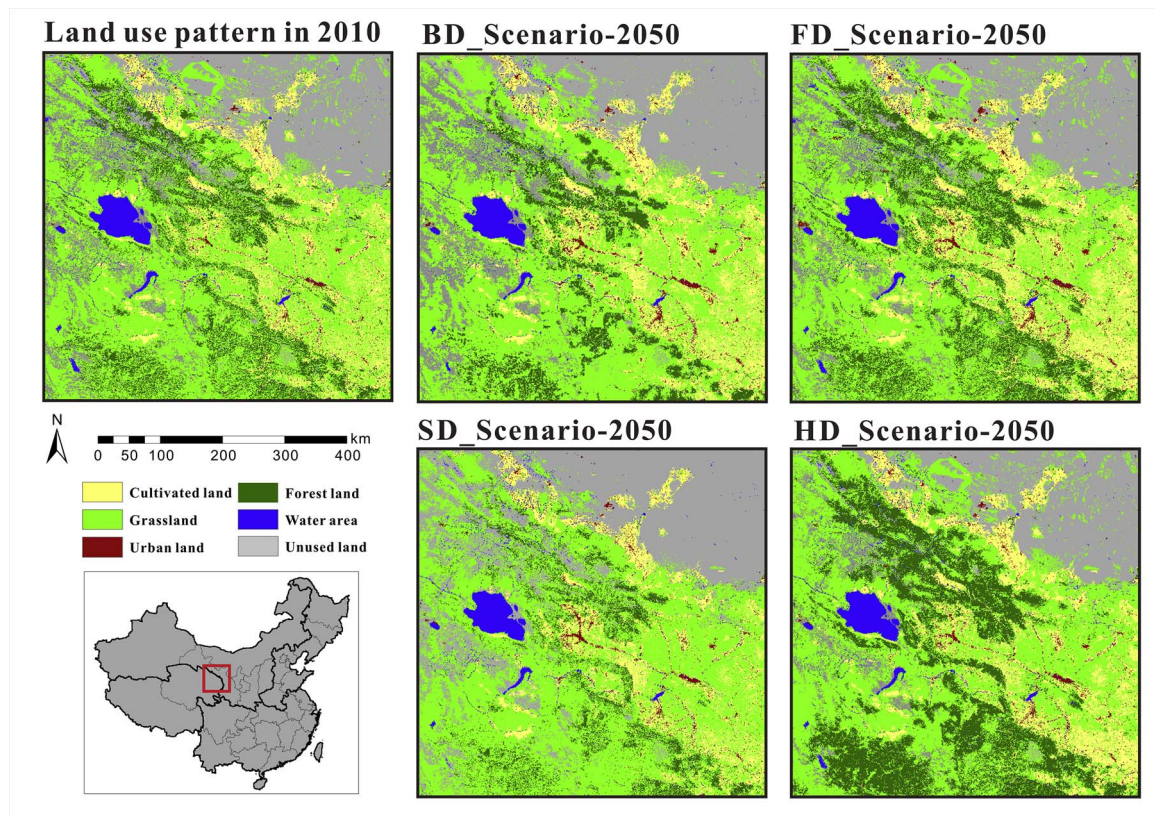 Land use pattern in 2010
BD_Scenario-2050
FD_Scenario-2050
SD_Scenario-2050
HD_Scenario-2050
N
0 50 100 200 300 400 km
Cultivated land
Forest land
Grassland
Water area
Urban land
Unused land